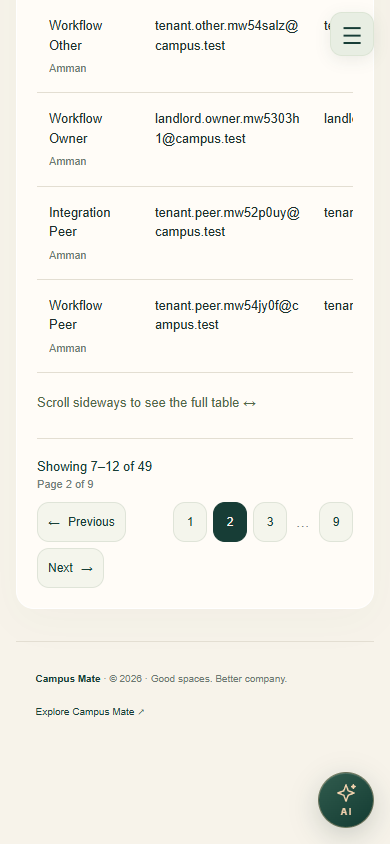 Workflow
Other
Amman
tenant.other.mw54salz@
campus.test
Workflow
Owner
Amman
landlord.owner.mw5303h
1@campus.test
landl
Integration
Peer
Amman
tenant.peer.mw52p0uy@
campus.test
tenar
Workflow
Peer
Amman
tenant.peer.mw54jy0f@c
ampus.test
tenar
Scroll sideways to see the full table ↔
Showing 7–12 of 49
Page 2 of 9
← Previous 1 2 3 ... 9
Next →
Campus Mate · © 2026 · Good spaces. Better company.
Explore Campus Mate ↗
AI